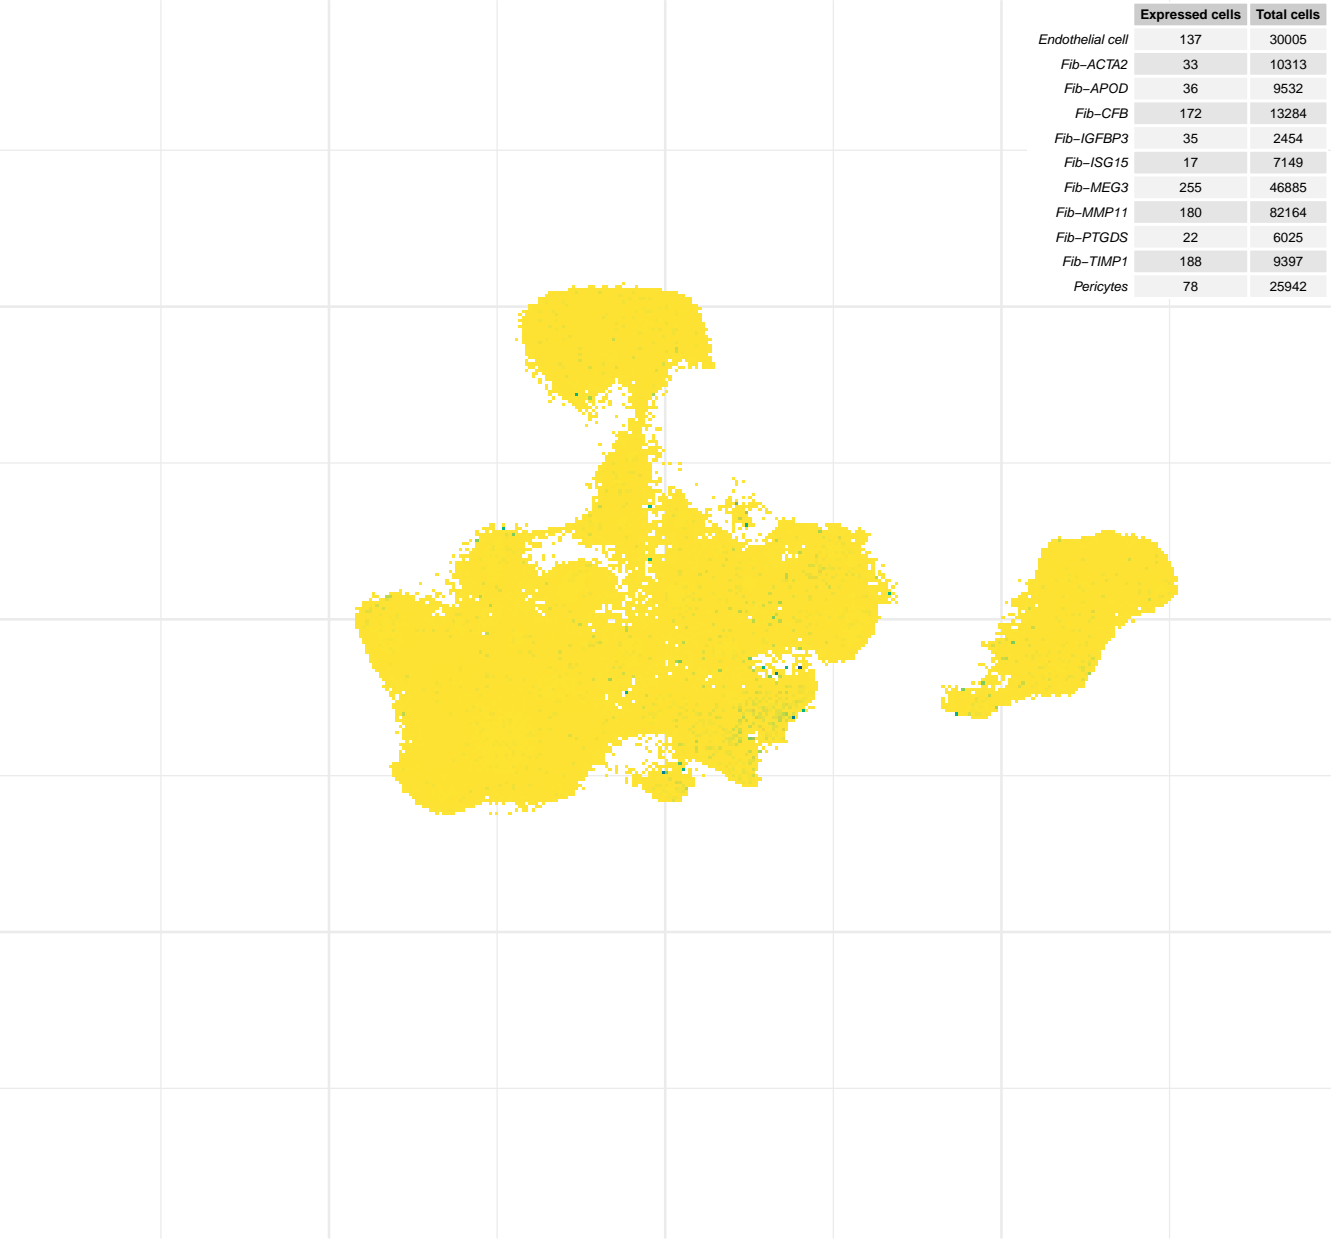 Expressed cells Total cells
Endothelial cell 137 30005
Fib−ACTA2 33 10313
Fib−APOD 36 9532
Fib−CFB 172 13284
Fib−IGFBP3 35 2454
Fib−ISG15 17 7149
Fib−MEG3 255 46885
Fib−MMP11 180 82164
Fib−PTGDS 22 6025
Fib−TIMP1 188 9397
Pericytes 78 25942